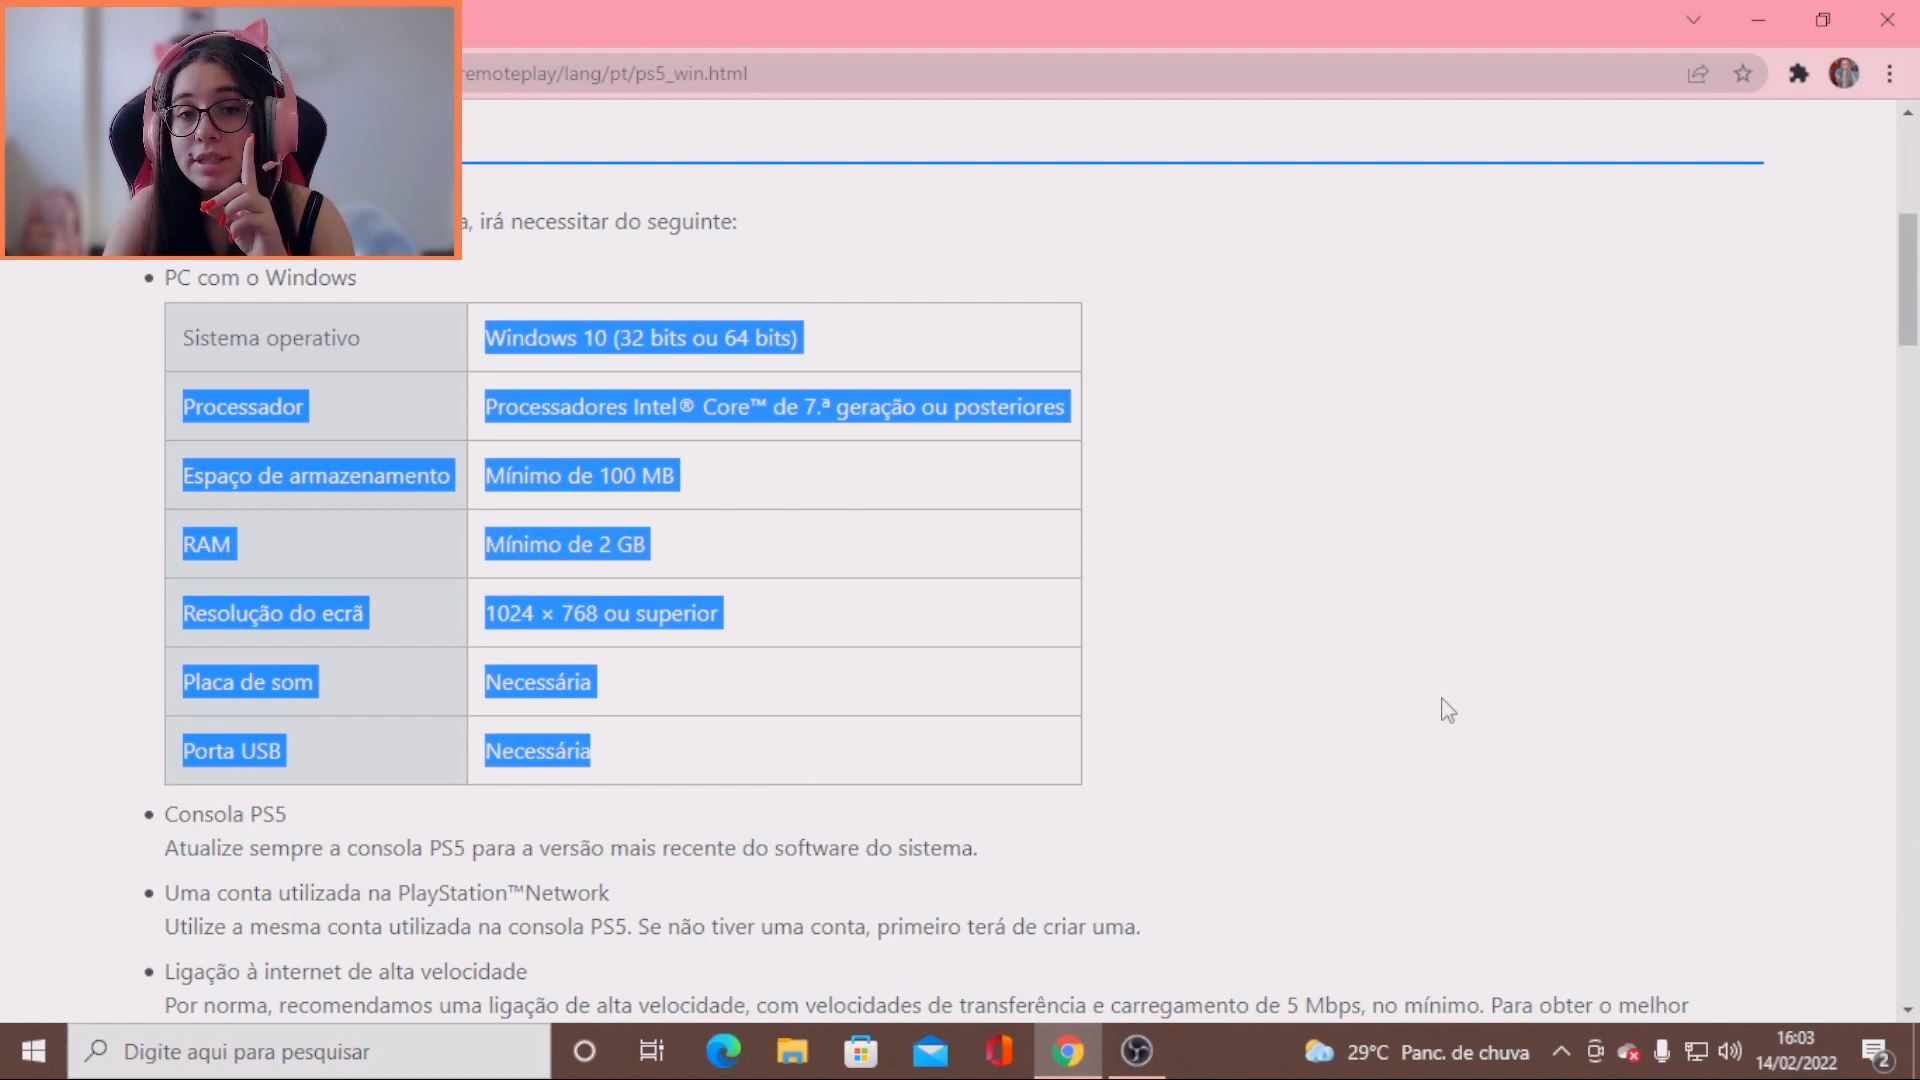 emoteplay/lang/pt/ps5_win.html
a, irá necessitar do seguinte:
• PC com o Windows
Sistema operativo
Windows 10 (32 bits ou 64 bits)
Processador
Processadores Intel® Core™ de 7.ª geração ou posteriores
Espaço de armazenamento
Mínimo de 100 MB
RAM
Mínimo de 2 GB
Resolução do ecrã
1024 × 768 ou superior
Placa de som
Necessária
Porta USB
Necessária
• Consola PS5
Atualize sempre a consola PS5 para a versão mais recente do software do sistema.
• Uma conta utilizada na PlayStation™Network
Utilize a mesma conta utilizada na consola PS5. Se não tiver uma conta, primeiro terá de criar uma.
• Ligação à internet de alta velocidade
Por norma, recomendamos uma ligação de alta velocidade, com velocidades de transferência e carregamento de 5 Mbps, no mínimo. Para obter o melhor
Digite aqui para pesquisar
29°C Panc. de chuva
16:03
14/02/2022
2